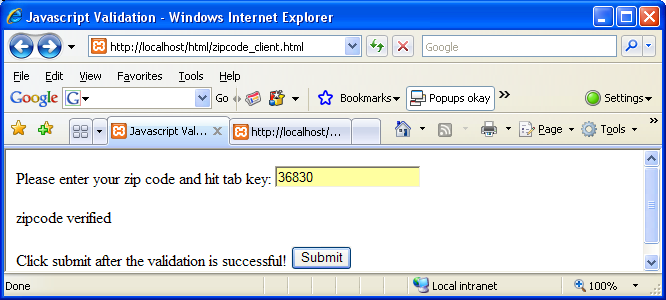 Javascript Validation - Windows Internet Explorer
http://localhost/html/zipcode_client.html
Google
File Edit View Favorites Tools Help
Google G Go Bookmarks Popups okay » Settings
Javascript Val... http://localhost/... Page Tools »
Please enter your zip code and hit tab key: 36830
zipcode verified
Click submit after the validation is successful! Submit
Done Local intranet 100%